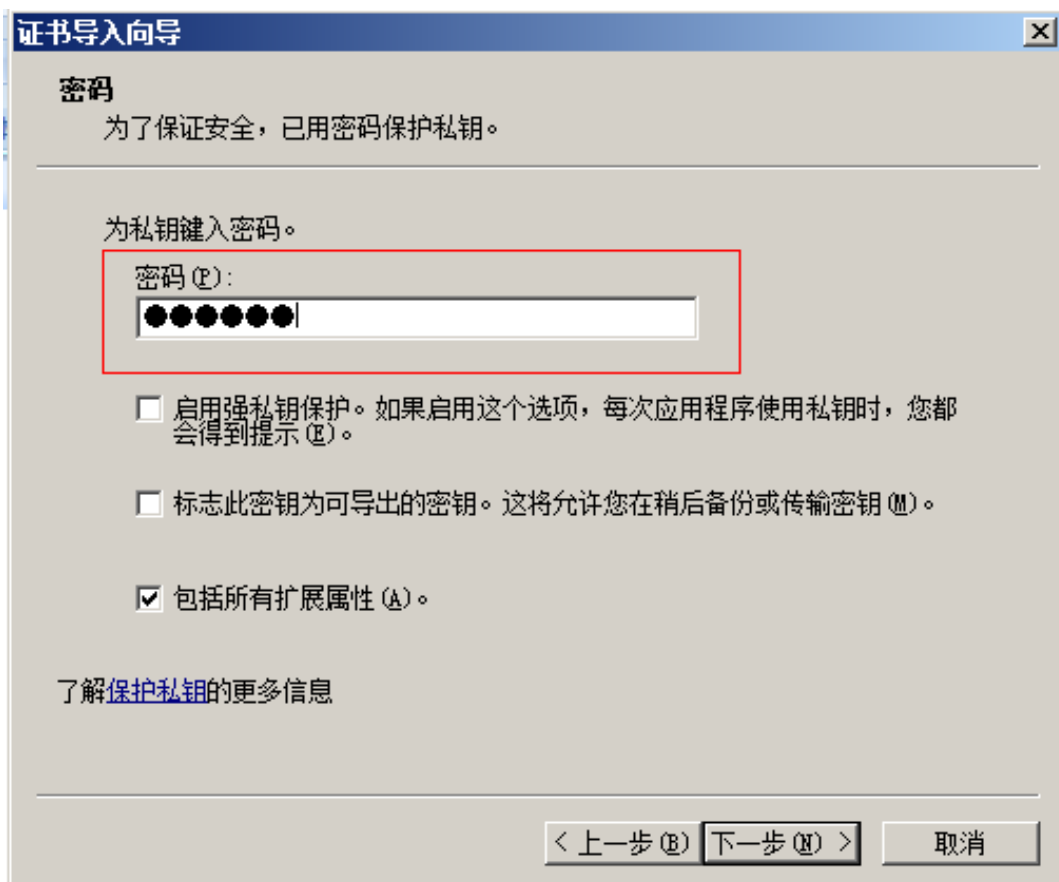 证书导入向导
密码
为了保证安全，已用密码保护私钥。
为私钥键入密码。
密码(P):
●●●●●●
启用强私钥保护。如果启用这个选项，每次应用程序使用私钥时，您都
会得到提示(E)。
标志此密钥为可导出的密钥。这将允许您在稍后备份或传输密钥(M)。
包括所有扩展属性(A)。
了解保护私钥的更多信息
< 上一步(B) 下一步(N) > 取消